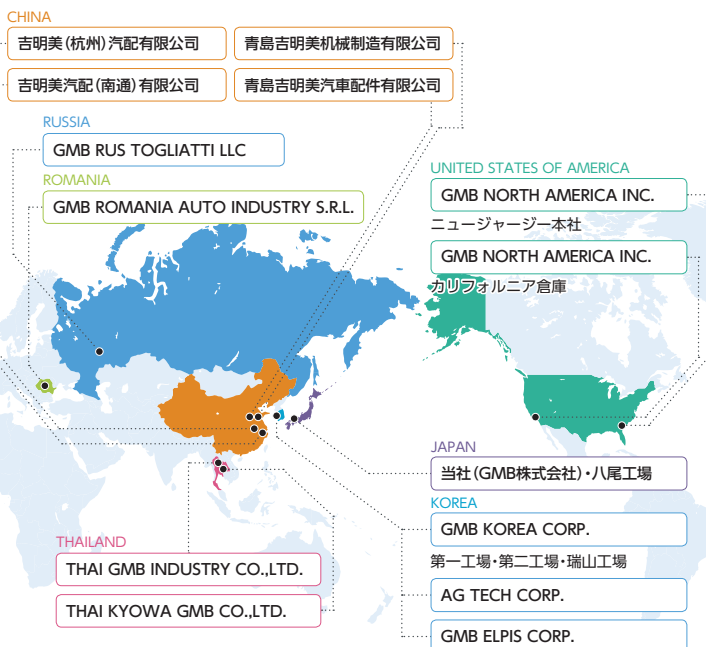 CHINA
吉明美(杭州)汽配有限公司
青島吉明美机械制造有限公司
吉明美汽配(南通)有限公司
青島吉明美汽車配件有限公司
RUSSIA
GMB RUS TOGLIATTI LLC
ROMANIA
GMB ROMANIA AUTO INDUSTRY S.R.L.
UNITED STATES OF AMERICA
GMB NORTH AMERICA INC.
ニュージャージー本社
GMB NORTH AMERICA INC.
カリフォルニア倉庫
JAPAN
当社(GMB株式会社)・八尾工場
KOREA
GMB KOREA CORP.
第一工場・第二工場・瑞山工場
AG TECH CORP.
GMB ELPIS CORP.
THAILAND
THAI GMB INDUSTRY CO.,LTD.
THAI KYOWA GMB CO.,LTD.